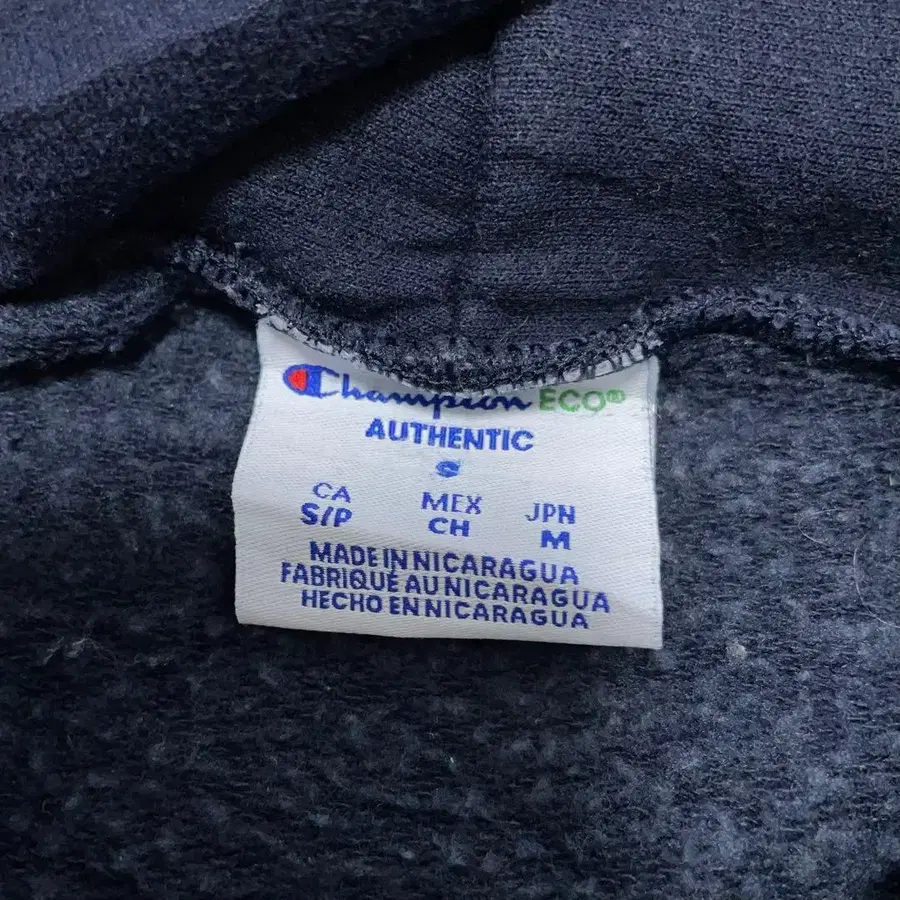 Champion ECO®
AUTHENTIC
S
CA MEX JPN
S/P CH M
MADE IN NICARAGUA
FABRIQUÉ AU NICARAGUA
HECHO EN NICARAGUA